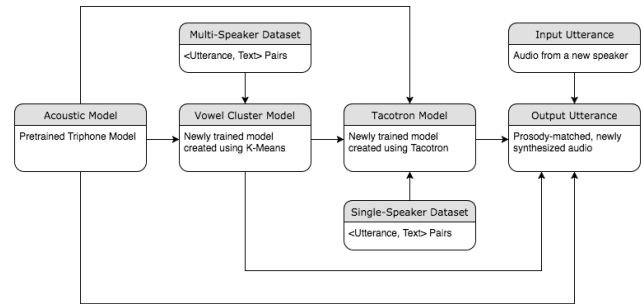 Multi-Speaker Dataset
<Utterance, Text> Pairs
Input Utterance
Audio from a new speaker
Acoustic Model
Pretrained Triphone Model
Vowel Cluster Model
Newly trained model
created using K-Means
Tacotron Model
Newly trained model
created using Tacotron
Output Utterance
Prosody-matched, newly
synthesized audio
Single-Speaker Dataset
<Utterance, Text> Pairs